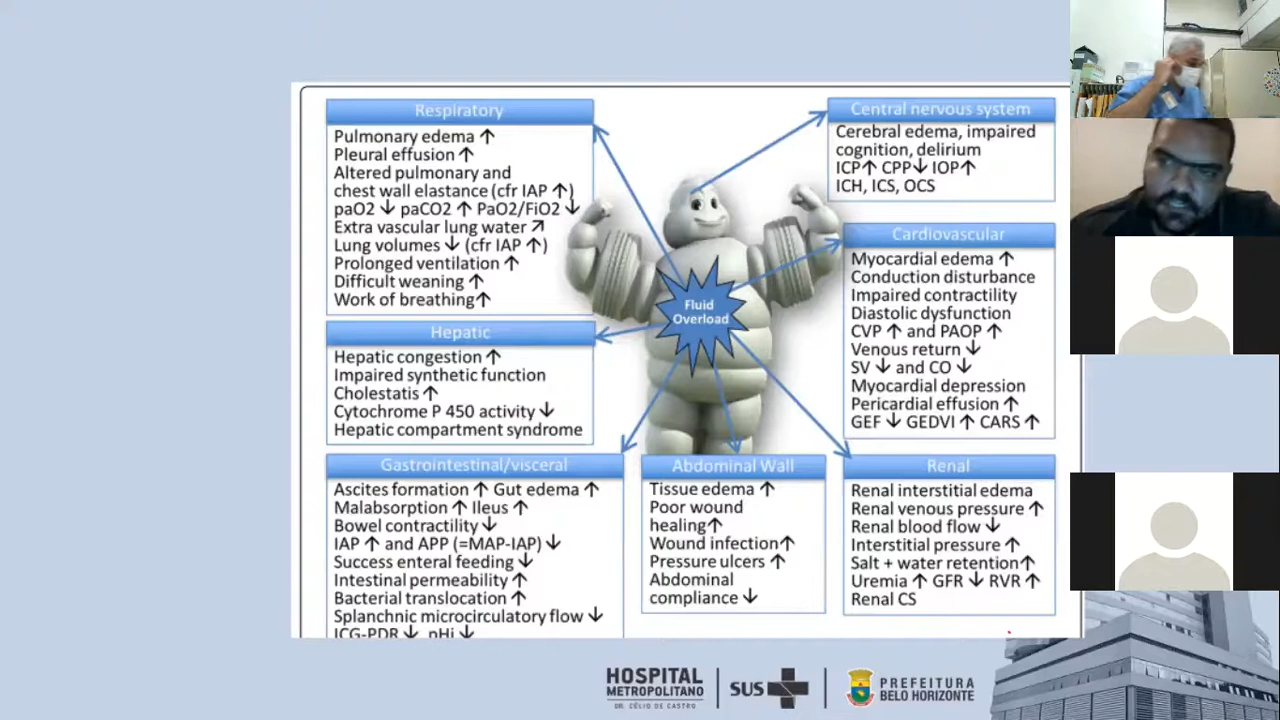 Respiratory
Pulmonary edema ↑
Pleural effusion ↑
Altered pulmonary and
chest wall elastance (cfr IAP ↑)
paO2 ↓ paCO2 ↑ PaO2/FiO2 ↓
Extra vascular lung water ↗
Lung volumes ↓ (cfr IAP ↑)
Prolonged ventilation ↑
Difficult weaning ↑
Work of breathing↑
Central nervous system
Cerebral edema, impaired
cognition, delirium
ICP↑ CPP↓ IOP↑
ICH, ICS, OCS
Fluid
Overload
Cardiovascular
Myocardial edema ↑
Conduction disturbance
Impaired contractility
Diastolic dysfunction
CVP ↑ and PAOP ↑
Venous return ↓
SV ↓ and CO ↓
Myocardial depression
Pericardial effusion ↑
GEF ↓ GEDVI ↑ CARS ↑
Hepatic
Hepatic congestion ↑
Impaired synthetic function
Cholestatis ↑
Cytochrome P 450 activity ↓
Hepatic compartment syndrome
Gastrointestinal/visceral
Ascites formation ↑ Gut edema ↑
Malabsorption ↑ Ileus ↑
Bowel contractility ↓
IAP ↑ and APP (=MAP-IAP) ↓
Success enteral feeding ↓
Intestinal permeability ↑
Bacterial translocation ↑
Splanchnic microcirculatory flow ↓
ICG-PDR ↓ pHi ↓
Abdominal Wall
Tissue edema ↑
Poor wound
healing↑
Wound infection↑
Pressure ulcers ↑
Abdominal
compliance ↓
Renal
Renal interstitial edema
Renal venous pressure ↑
Renal blood flow ↓
Interstitial pressure ↑
Salt + water retention↑
Uremia ↑ GFR ↓ RVR ↑
Renal CS
HOSPITAL
METROPOLITANO
DR. CÉLIO DE CASTRO
SUS
PREFEITURA
BELO HORIZONTE